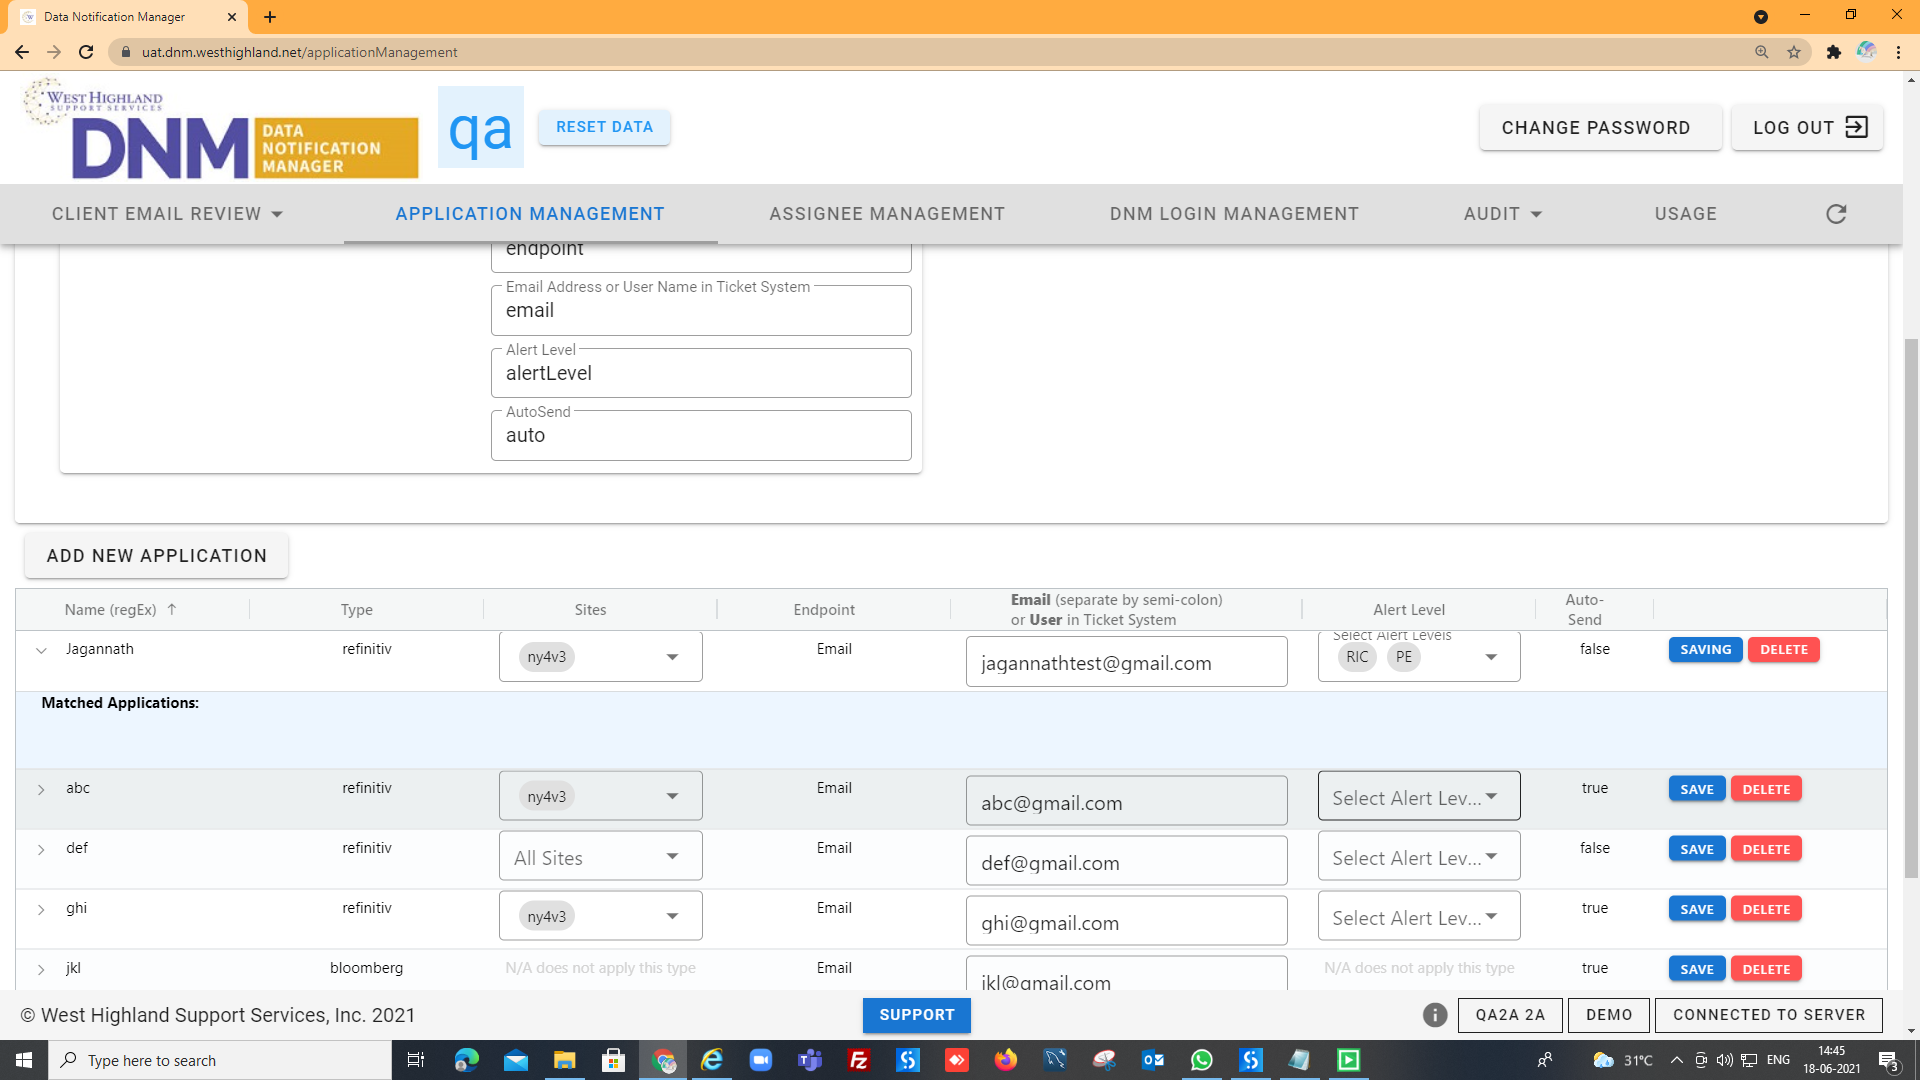 Data Notification Manager
uat.dnm.westhighland.net/applicationManagement
WEST HIGHLAND
SUPPORT SERVICES
DNM DATA NOTIFICATION MANAGER
qa
RESET DATA
CHANGE PASSWORD
LOG OUT
CLIENT EMAIL REVIEW
APPLICATION MANAGEMENT
ASSIGNEE MANAGEMENT
DNM LOGIN MANAGEMENT
AUDIT
USAGE
endpoint
Email Address or User Name in Ticket System
email
Alert Level
alertLevel
AutoSend
auto
ADD NEW APPLICATION
Name (regEx) ↑ Type Sites Endpoint Email (separate by semi-colon) or User in Ticket System Alert Level Auto-Send
Jagannath refinitiv ny4v3 Email jagannathtest@gmail.com Select Alert Levels RIC PE false SAVING DELETE
Matched Applications:
abc refinitiv ny4v3 Email abc@gmail.com Select Alert Lev... true SAVE DELETE
def refinitiv All Sites Email def@gmail.com Select Alert Lev... false SAVE DELETE
ghi refinitiv ny4v3 Email ghi@gmail.com Select Alert Lev... true SAVE DELETE
jkl bloomberg N/A does not apply this type Email jkl@gmail.com N/A does not apply this type true SAVE DELETE
© West Highland Support Services, Inc. 2021
SUPPORT
QA2A 2A
DEMO
CONNECTED TO SERVER
Type here to search
31°C
ENG
14:45
18-06-2021
3